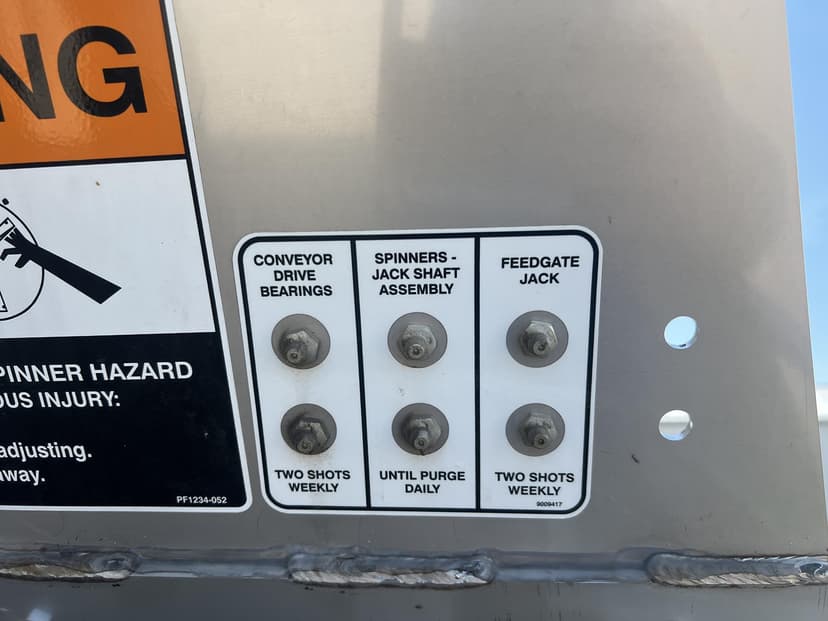 NG
PINNER HAZARD
OUS INJURY:
adjusting.
away.
PF1234-052
CONVEYOR
DRIVE
BEARINGS
TWO SHOTS
WEEKLY
SPINNERS -
JACK SHAFT
ASSEMBLY
UNTIL PURGE
DAILY
FEEDGATE
JACK
TWO SHOTS
WEEKLY
9009417